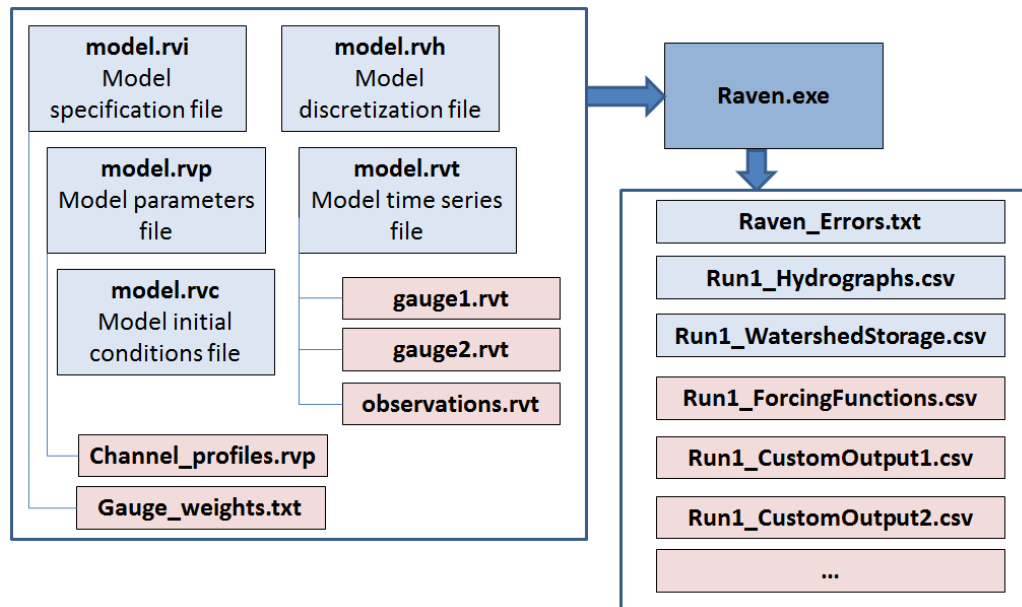 model.rvi
Model
specification file
model.rvh
Model
discretization file
model.rvp
Model parameters
file
model.rvt
Model time series
file
model.rvc
Model initial
conditions file
gauge1.rvt
gauge2.rvt
observations.rvt
Channel_profiles.rvp
Gauge_weights.txt
Raven.exe
Raven_Errors.txt
Run1_Hydrographs.csv
Run1_WatershedStorage.csv
Run1_ForcingFunctions.csv
Run1_CustomOutput1.csv
Run1_CustomOutput2.csv
...